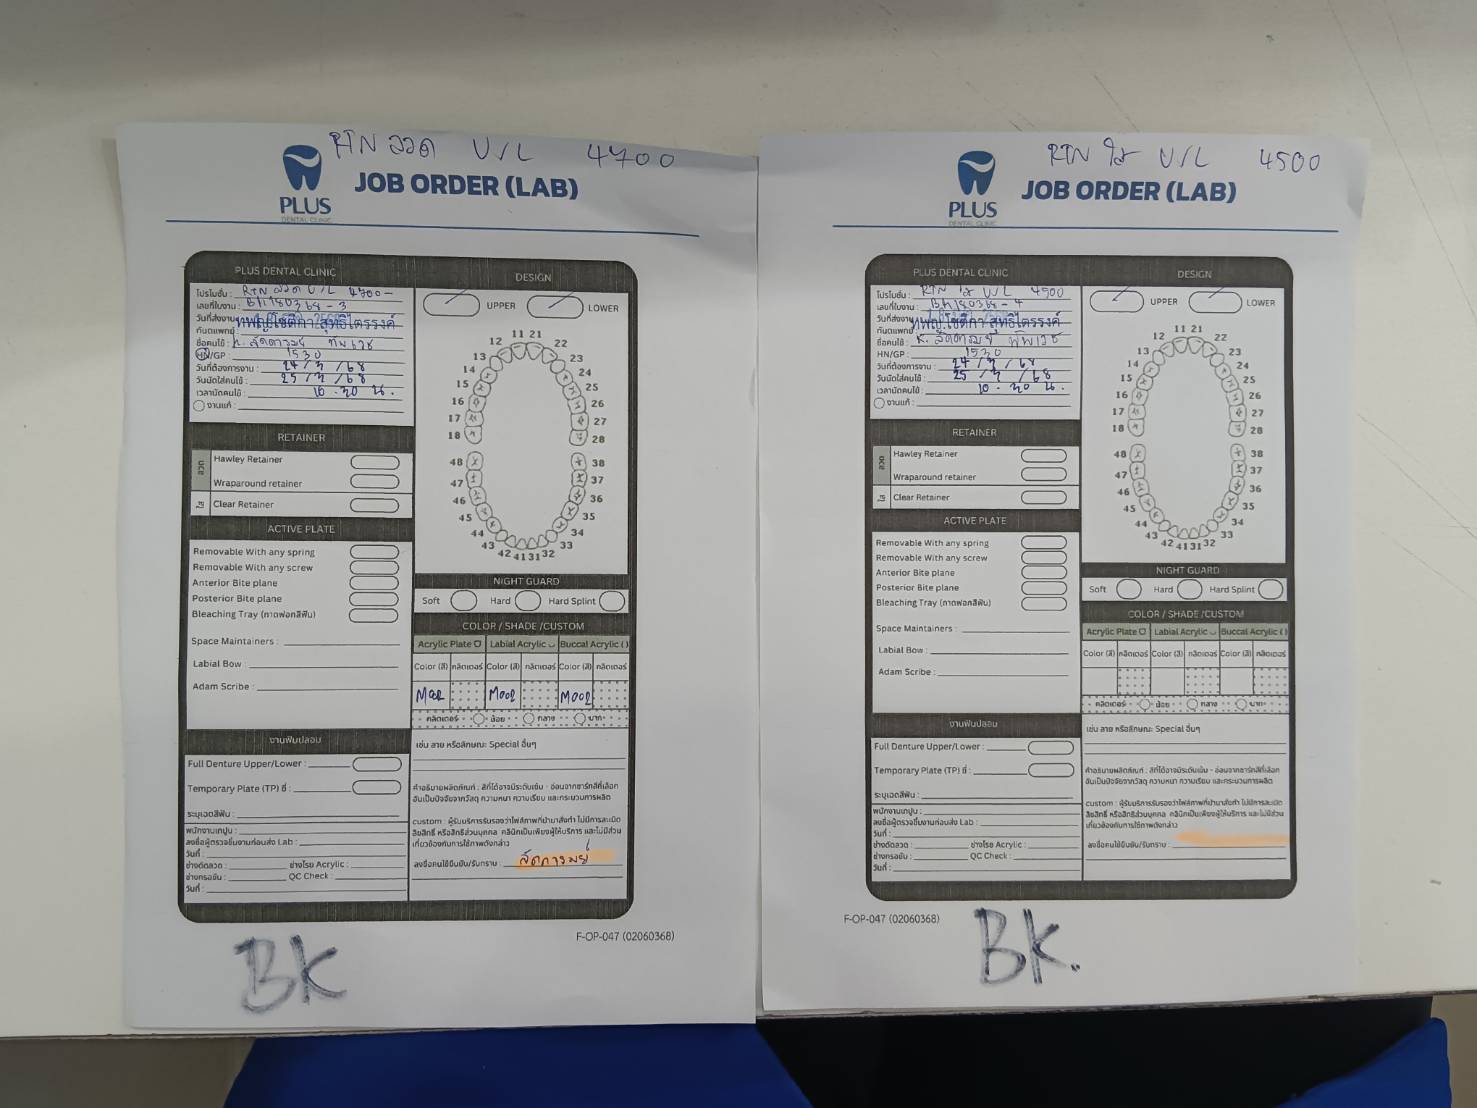 RTN ลวด U/L 4700
PLUS
DENTAL CLINIC
JOB ORDER (LAB)
PLUS DENTAL CLINIC
โปรโมชั่น : RTN ลวด U/L 4700-
เลขที่ใบงาน : BK180368-3
วันที่ส่งงาน
ทันตแพทย์ ทพญ.โชติกา สุทธิไตรรงค์
ชื่อคนไข้ : K.
HN/GP : 1530
วันที่ต้องการงาน : 24/3/68
วันนัดใส่คนไข้ : 25/3/68
เวลานัดคนไข้ : 10.30 น.
งานแก้ :
RETAINER
ลวด
Hawley Retainer
Wraparound retainer
ใส
Clear Retainer
ACTIVE PLATE
Removable With any spring
Removable With any screw
Anterior Bite plane
Posterior Bite plane
Bleaching Tray (ถาดฟอกสีฟัน)
Space Maintainers :
Labial Bow :
Adam Scribe :
งานฟันปลอม
Full Denture Upper/Lower :
Temporary Plate (TP) ซี่ :
ระบุเฉดสีฟัน :
พนักงานเทปูน :
ลงชื่อผู้ตรวจชิ้นงานก่อนส่ง Lab :
วันที่ :
ช่างดัดลวด : ช่างโรย Acrylic :
ช่างกรอขัด : QC Check :
วันที่ :
DESIGN
UPPER LOWER
11 21
12 22
13 23
14 24
15 25
16 26
17 27
18 28
48 38
47 37
46 36
45 35
44 34
43 33
42 41 31 32
NIGHT GUARD
Soft Hard Hard Splint
COLOR / SHADE /CUSTOM
Acrylic Plate Labial Acrylic Buccal Acrylic ( )
Color (สี) กลิตเตอร์ Color (สี) กลิตเตอร์ Color (สี) กลิตเตอร์
M002 M002
กลิตเตอร์ น้อย กลาง มาก
เช่น ลาย หรือลักษณะ Special อื่นๆ
คำอธิบายผลิตภัณฑ์ : สีที่ได้อาจมีระดับเข้ม - อ่อนจากชาร์ทสีที่เลือก
อันเป็นปัจจัยจากวัสดุ ความหนา ความเรียบ และกระบวนการผลิต
custom : ผู้รับบริการรับรองว่าไฟล์ภาพที่นำมาสั่งทำ ไม่มีการละเมิด
ลิขสิทธิ์ หรือสิทธิส่วนบุคคล คลินิกเป็นเพียงผู้ให้บริการ และไม่มีส่วน
เกี่ยวข้องกับการใช้ภาพดังกล่าว
ลงชื่อคนไข้ยืนยัน/รับทราบ :
F-OP-047 (02060368)
BK
RTN ใส U/L 4500
PLUS
DENTAL CLINIC
JOB ORDER (LAB)
PLUS DENTAL CLINIC
โปรโมชั่น : RTN ใส U/L 4500
เลขที่ใบงาน : BK180368-4
วันที่ส่งงาน
ทันตแพทย์ ทพญ.โชติกา สุทธิไตรรงค์
ชื่อคนไข้ : K.
HN/GP : 1530
วันที่ต้องการงาน : 24/3/68
วันนัดใส่คนไข้ : 25/3/68
เวลานัดคนไข้ : 10.30 น.
งานแก้ :
RETAINER
ลวด
Hawley Retainer
Wraparound retainer
ใส
Clear Retainer
ACTIVE PLATE
Removable With any spring
Removable With any screw
Anterior Bite plane
Posterior Bite plane
Bleaching Tray (ถาดฟอกสีฟัน)
Space Maintainers :
Labial Bow :
Adam Scribe :
งานฟันปลอม
Full Denture Upper/Lower :
Temporary Plate (TP) ซี่ :
ระบุเฉดสีฟัน :
พนักงานเทปูน :
ลงชื่อผู้ตรวจชิ้นงานก่อนส่ง Lab :
วันที่ :
ช่างดัดลวด : ช่างโรย Acrylic :
ช่างกรอขัด : QC Check :
วันที่ :
DESIGN
UPPER LOWER
11 21
12 22
13 23
14 24
15 25
16 26
17 27
18 28
48 38
47 37
46 36
45 35
44 34
43 33
42 41 31 32
NIGHT GUARD
Soft Hard Hard Splint
COLOR / SHADE /CUSTOM
Acrylic Plate Labial Acrylic Buccal Acrylic ( )
Color (สี) กลิตเตอร์ Color (สี) กลิตเตอร์ Color (สี) กลิตเตอร์
กลิตเตอร์ น้อย กลาง มาก
เช่น ลาย หรือลักษณะ Special อื่นๆ
คำอธิบายผลิตภัณฑ์ : สีที่ได้อาจมีระดับเข้ม - อ่อนจากชาร์ทสีที่เลือก
อันเป็นปัจจัยจากวัสดุ ความหนา ความเรียบ และกระบวนการผลิต
custom : ผู้รับบริการรับรองว่าไฟล์ภาพที่นำมาสั่งทำ ไม่มีการละเมิด
ลิขสิทธิ์ หรือสิทธิส่วนบุคคล คลินิกเป็นเพียงผู้ให้บริการ และไม่มีส่วน
เกี่ยวข้องกับการใช้ภาพดังกล่าว
ลงชื่อคนไข้ยืนยัน/รับทราบ :
F-OP-047 (02060368)
BK.